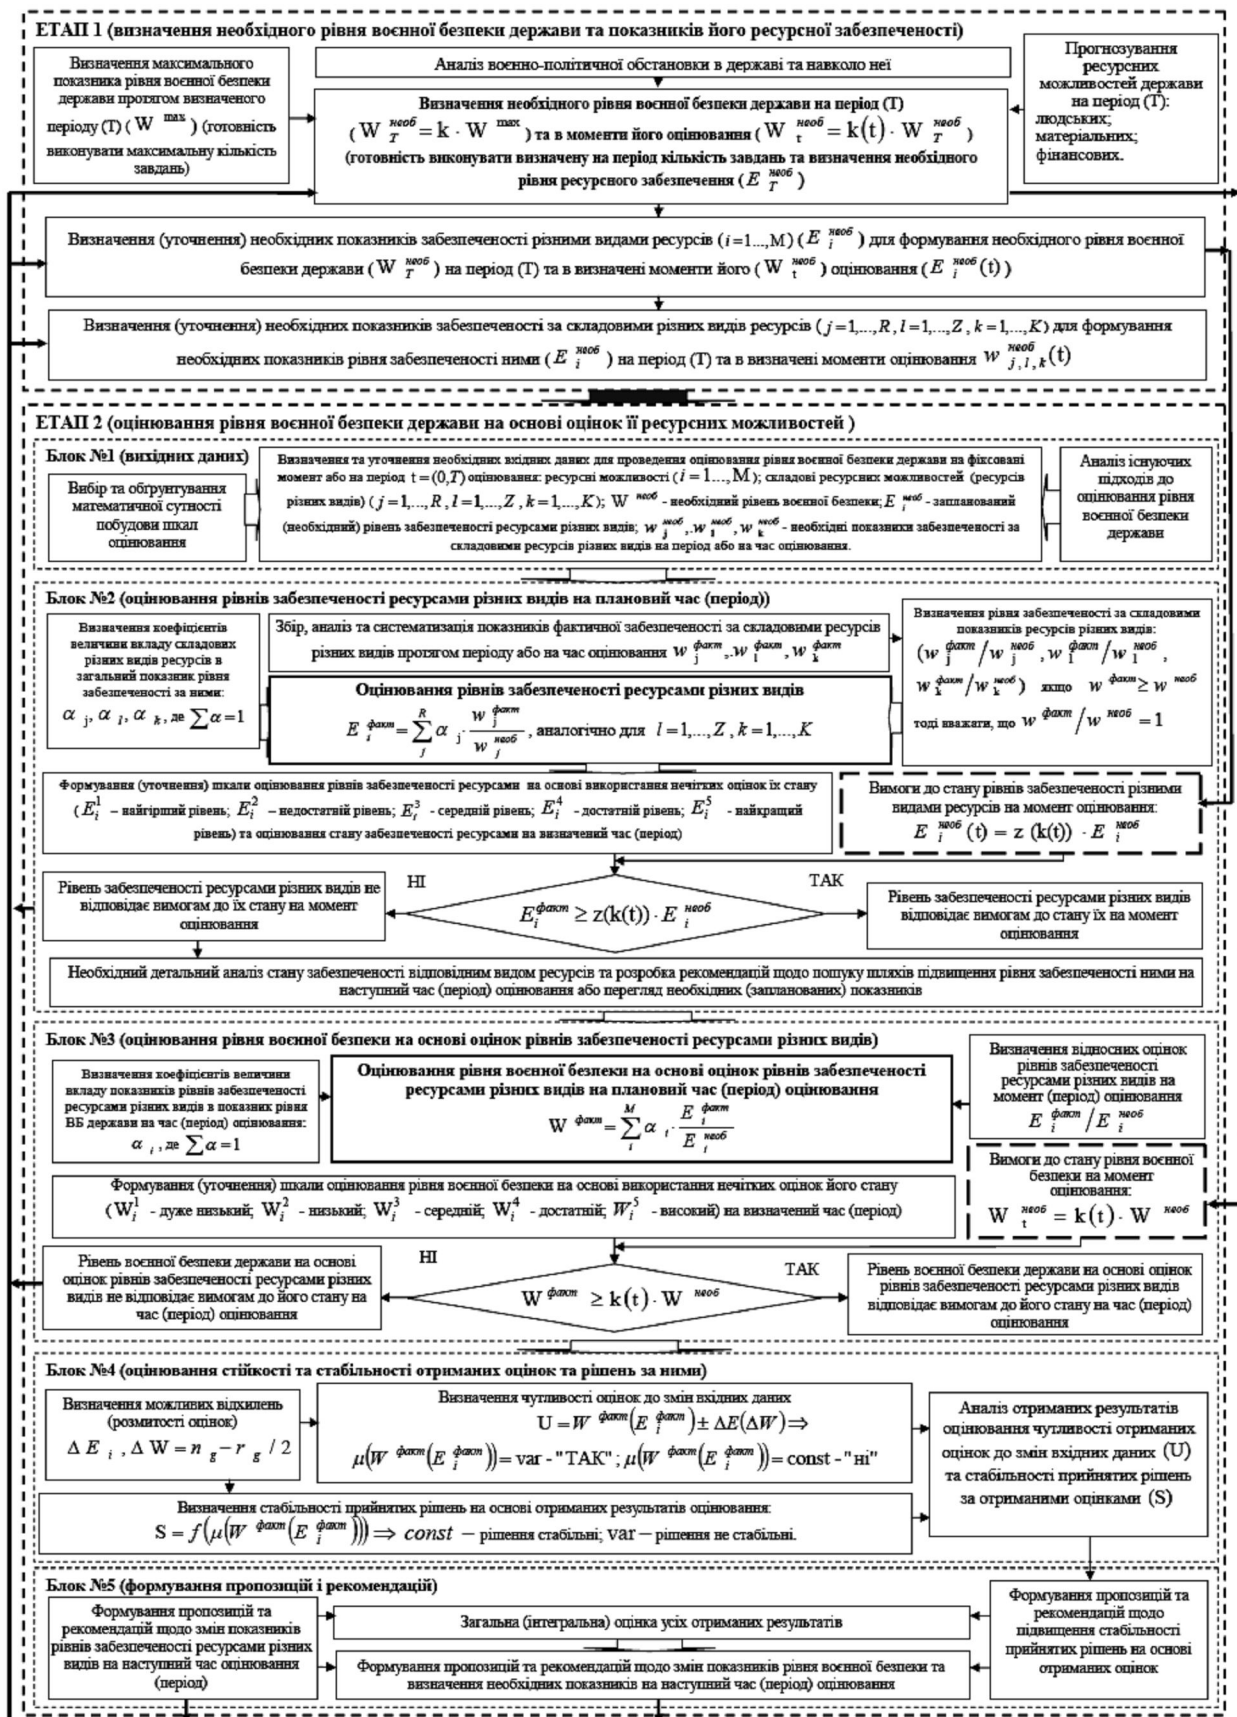 ЕТАП 1 (визначення необхідного рівня воєнної безпеки держави та показників його ресурсної забезпеченості)
Визначення максимального
показника рівня воєнної безпеки
держави протягом визначеного
періоду (Т) ( W max ) (готовність
виконувати максимальну кількість
завдань)
Аналіз воєнно-політичної обстановки в державі та навколо неї
Визначення необхідного рівня воєнної безпеки держави на період (Т)
( W T необ = k · W max ) та в моменти його оцінювання ( W t необ = k(t) · W T необ )
(готовність виконувати визначену на період кількість завдань та визначення необхідного
рівня ресурсного забезпечення ( E T необ )
Прогнозування
ресурсних
можливостей держави
на період (Т):
людських;
матеріальних;
фінансових.
Визначення (уточнення) необхідних показників забезпеченості різними видами ресурсів ( i =1...,M) ( E i необ ) для формування необхідного рівня воєнної
безпеки держави ( W T необ ) на період (Т) та в визначені моменти його ( W t необ ) оцінювання ( E i необ (t) )
Визначення (уточнення) необхідних показників забезпеченості за складовими різних видів ресурсів ( j =1,...,R , l =1,...,Z , k =1,...,K ) для формування
необхідних показників рівня забезпеченості ними ( E i необ ) на період (Т) та в визначені моменти оцінювання w j,l,k необ (t)
ЕТАП 2 (оцінювання рівня воєнної безпеки держави на основі оцінок її ресурсних можливостей )
Блок №1 (вихідних даних)
Вибір та обґрунтування
математичної сутності
побудови шкал
оцінювання
Визначення та уточнення необхідних вхідних даних для проведення оцінювання рівня воєнної безпеки держави на фіксовані
момент або на період t = (0,T) оцінювання: ресурсні можливості ( i = 1...,M ); складові ресурсних можливостей (ресурсів
різних видів) ( j =1,...,R , l =1,...,Z , k =1,...,K ); W необ - необхідний рівень воєнної безпеки; E i необ - запланований
(необхідний) рівень забезпеченості ресурсами різних видів; w j необ , w l необ , w k необ - необхідні показники забезпеченості за
складовими ресурсів різних видів на період або на час оцінювання.
Аналіз існуючих
підходів до
оцінювання рівня
воєнної безпеки
держави
Блок №2 (оцінювання рівнів забезпеченості ресурсами різних видів на плановий час (період))
Визначення коефіцієнтів
величини вкладу складових
різних видів ресурсів в
загальний показник рівня
забезпеченості за ними:
α j , α l , α k , де ∑α =1
Збір, аналіз та систематизація показників фактичної забезпеченості за складовими ресурсів
різних видів протягом періоду або на час оцінювання w j факт , w l факт , w k факт
Оцінювання рівнів забезпеченості ресурсами різних видів
E i факт = ∑ j R α j · w j факт / w j необ , аналогічно для l =1,...,Z , k =1,...,K
Визначення рівня забезпеченості за складовими
показників ресурсів різних видів:
( w j факт / w j необ , w l факт / w l необ ,
w k факт / w k необ ) якщо w факт ≥ w необ
тоді вважати, що w факт / w необ = 1
Формування (уточнення) шкали оцінювання рівнів забезпеченості ресурсами на основі використання нечітких оцінок їх стану
( E i 1 – найгірший рівень; E i 2 – недостатній рівень; E i 3 - середній рівень; E i 4 – достатній рівень; E i 5 - найкращий
рівень) та оцінювання стану забезпеченості ресурсами на визначений час (період)
Вимоги до стану рівнів забезпеченості різними
видами ресурсів на момент оцінювання:
E i необ (t) = z (k(t)) · E i необ
НІ
ТАК
Рівень забезпеченості ресурсами різних видів не
відповідає вимогам до їх стану на момент
оцінювання
E i факт ≥ z(k(t)) · E i необ
Рівень забезпеченості ресурсами різних видів
відповідає вимогам до стану їх на момент
оцінювання
Необхідний детальний аналіз стану забезпеченості відповідним видом ресурсів та розробка рекомендацій щодо пошуку шляхів підвищення рівня забезпеченості ними на
наступний час (період) оцінювання або перегляд необхідних (запланованих) показників
Блок №3 (оцінювання рівня воєнної безпеки на основі оцінок рівнів забезпеченості ресурсами різних видів)
Визначення коефіцієнтів величини
вкладу показників рівнів забезпеченості
ресурсами різних видів в показник рівня
ВБ держави на час (період) оцінювання:
α i , де ∑α =1
Оцінювання рівня воєнної безпеки на основі оцінок рівнів забезпеченості
ресурсами різних видів на плановий час (період) оцінювання
W факт = ∑ i M α i · E i факт / E i необ
Визначення відносних оцінок
рівнів забезпеченості
ресурсами різних видів на
момент (період) оцінювання
E i факт / E i необ
Формування (уточнення) шкали оцінювання рівня воєнної безпеки на основі використання нечітких оцінок його стану
( W i 1 - дуже низький; W i 2 - низький; W i 3 - середній; W i 4 - достатній; W i 5 - високий) на визначений час (період)
Вимоги до стану рівня воєнної
безпеки на момент
оцінювання:
W t необ = k(t) · W необ
НІ
ТАК
Рівень воєнної безпеки держави на основі
оцінок рівнів забезпеченості ресурсами різних
видів не відповідає вимогам до його стану на
час (період) оцінювання
W факт ≥ k(t) · W необ
Рівень воєнної безпеки держави на основі оцінок
рівнів забезпеченості ресурсами різних видів
відповідає вимогам до його стану на час (період)
оцінювання
Блок №4 (оцінювання стійкості та стабільності отриманих оцінок та рішень за ними)
Визначення можливих відхилень
(розмитості оцінок)
Δ E i , Δ W = n g – r g / 2
Визначення чутливості оцінок до змін вхідних даних
U = W факт ( E i факт ) ± ΔE(ΔW) ⇒
μ(W факт ( E i факт )) = var - "ТАК" ; μ(W факт ( E i факт )) = const - "ні"
Аналіз отриманих результатів
оцінювання чутливості отриманих
оцінок до змін вхідних даних (U)
та стабільності прийнятих рішень
за отриманими оцінками (S)
Визначення стабільності прийнятих рішень на основі отриманих результатів оцінювання:
S = f(μ(W факт ( E i факт ))) ⇒ const – рішення стабільні; var – рішення не стабільні.
Блок №5 (формування пропозицій і рекомендацій)
Формування пропозицій та
рекомендацій щодо змін показників
рівнів забезпеченості ресурсами різних
видів на наступний час оцінювання
(період)
Загальна (інтегральна) оцінка усіх отриманих результатів
Формування пропозицій та рекомендацій щодо змін показників рівня воєнної безпеки та
визначення необхідних показників на наступний час (період) оцінювання
Формування пропозицій та
рекомендацій щодо
підвищення стабільності
прийнятих рішень на основі
отриманих оцінок